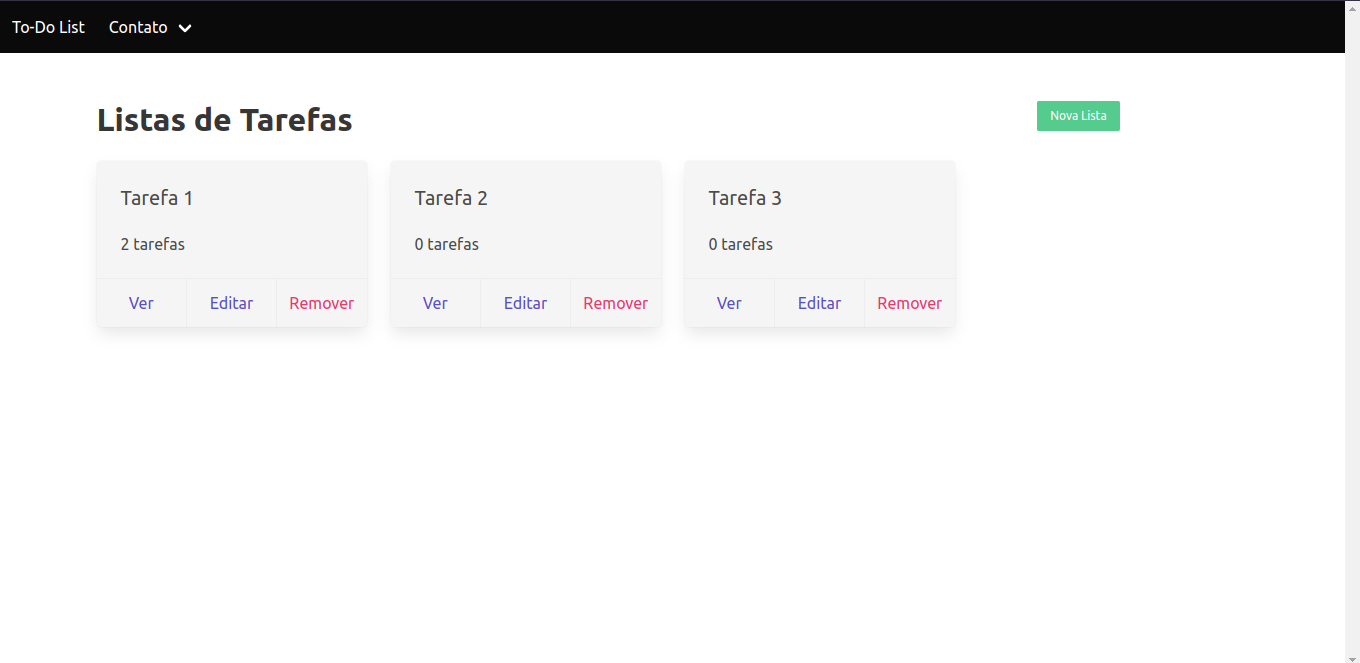 To-Do List Contato
Listas de Tarefas
Nova Lista
Tarefa 1
2 tarefas
Ver Editar Remover
Tarefa 2
0 tarefas
Ver Editar Remover
Tarefa 3
0 tarefas
Ver Editar Remover